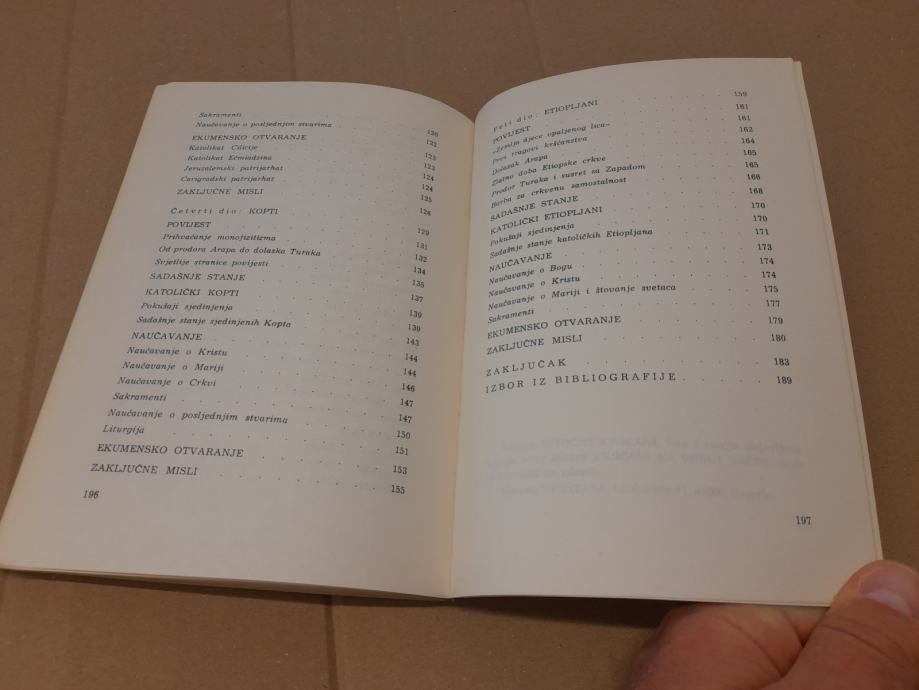 Sakramenti 120
Naučavanje o posljednjim stvarima 122
EKUMENSKO OTVARANJE 123
Katolikat Cilicije 123
Katolikat Ečmiadzina 124
Jeruzalemski patrijarhat 124
Carigradski patrijarhat 125
ZAKLJUČNE MISLI 126
Četvrti dio: KOPTI 129
POVIJEST 131
Prihvaćanje monofizitizma 132
Od prodora Arapa do dolaska Turaka 134
Svjetlije stranice povijesti 135
SADAŠNJE STANJE 137
KATOLIČKI KOPTI 139
Pokušaji sjedinjenja 139
Sadašnje stanje sjedinjenih Kopta 143
NAUČAVANJE 144
Naučavanje o Kristu 144
Naučavanje o Mariji 146
Naučavanje o Crkvi 147
Sakramenti 147
Naučavanje o posljednjim stvarima 150
Liturgija 151
EKUMENSKO OTVARANJE 153
ZAKLJUČNE MISLI 155
196
Peti dio: ETIOPLJANI 159
POVIJEST 161
»Zemlja djece opaljenog lica« 161
Prvi tragovi kršćanstva 162
Dolazak Arapa 164
Zlatno doba Etiopske crkve 165
Prodor Turaka i susret sa Zapadom 165
Borba za crkvenu samostalnost 166
SADAŠNJE STANJE 168
KATOLIČKI ETIOPLJANI 170
Pokušaji sjedinjenja 170
Sadašnje stanje katoličkih Etiopljana 171
NAUČAVANJE 173
Naučavanje o Bogu 174
Naučavanje o Kristu 174
Naučavanje o Mariji i štovanje svetaca 175
Sakramenti 177
EKUMENSKO OTVARANJE 179
ZAKLJUČNE MISLI 180
ZAKLJUČAK 183
IZBOR IZ BIBLIOGRAFIJE 189
197